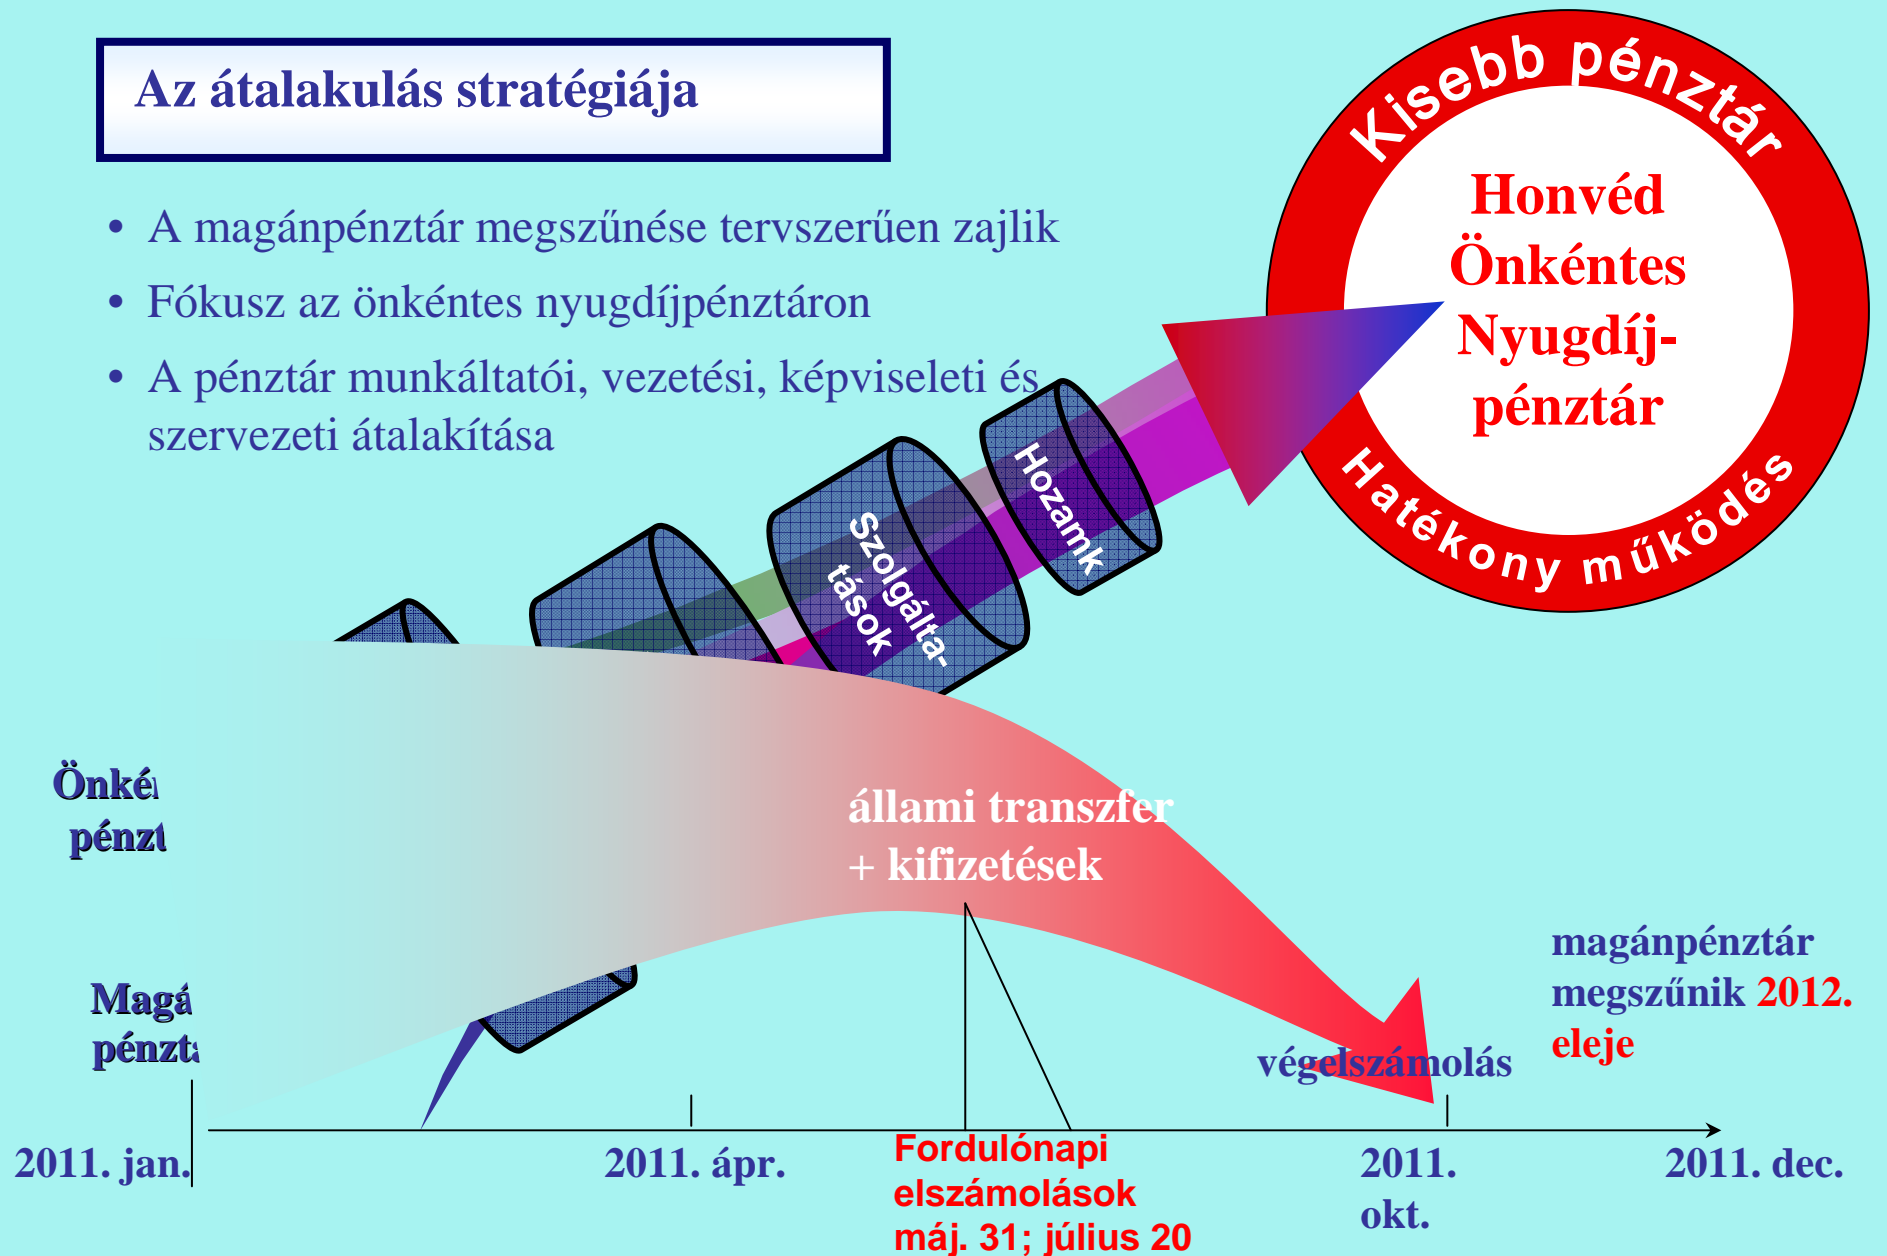 Az átalakulás stratégiája
• A magánpénztár megszűnése tervszerűen zajlik
• Fókusz az önkéntes nyugdíjpénztáron
• A pénztár munkáltatói, vezetési, képviseleti és
szervezeti átalakítása
Kisebb pénztár
Honvéd
Önkéntes
Nyugdíj-
pénztár
Hatékony működés
Hozamk
Szolgálta-
tások
állami transzfer
+ kifizetések
magánpénztár
megszűnik 2012.
eleje
végelszámolás
2011. jan.
2011. ápr.
Fordulónapi
elszámolások
máj. 31; július 20
2011.
okt.
2011. dec.